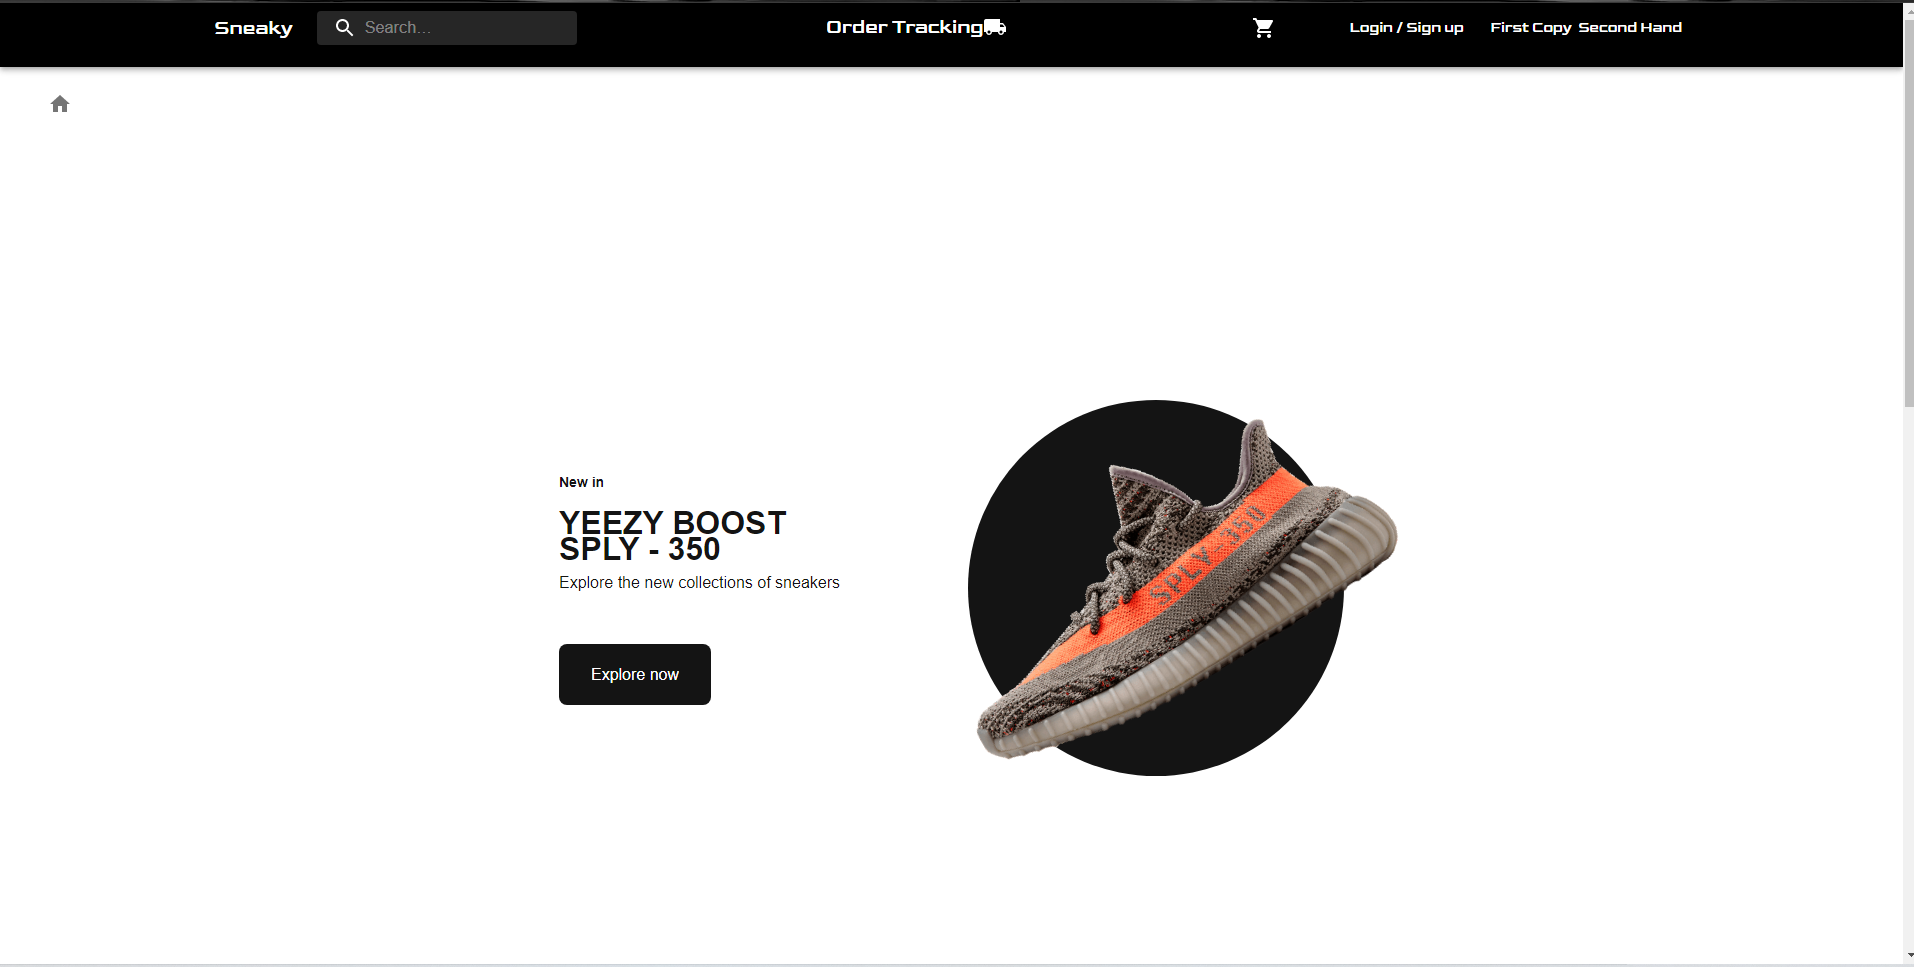 Sneaky
Search…
Order Tracking
Login / Sign up
First Copy
Second Hand
New in
YEEZY BOOST
SPLY - 350
Explore the new collections of sneakers
Explore now
SPLY-350